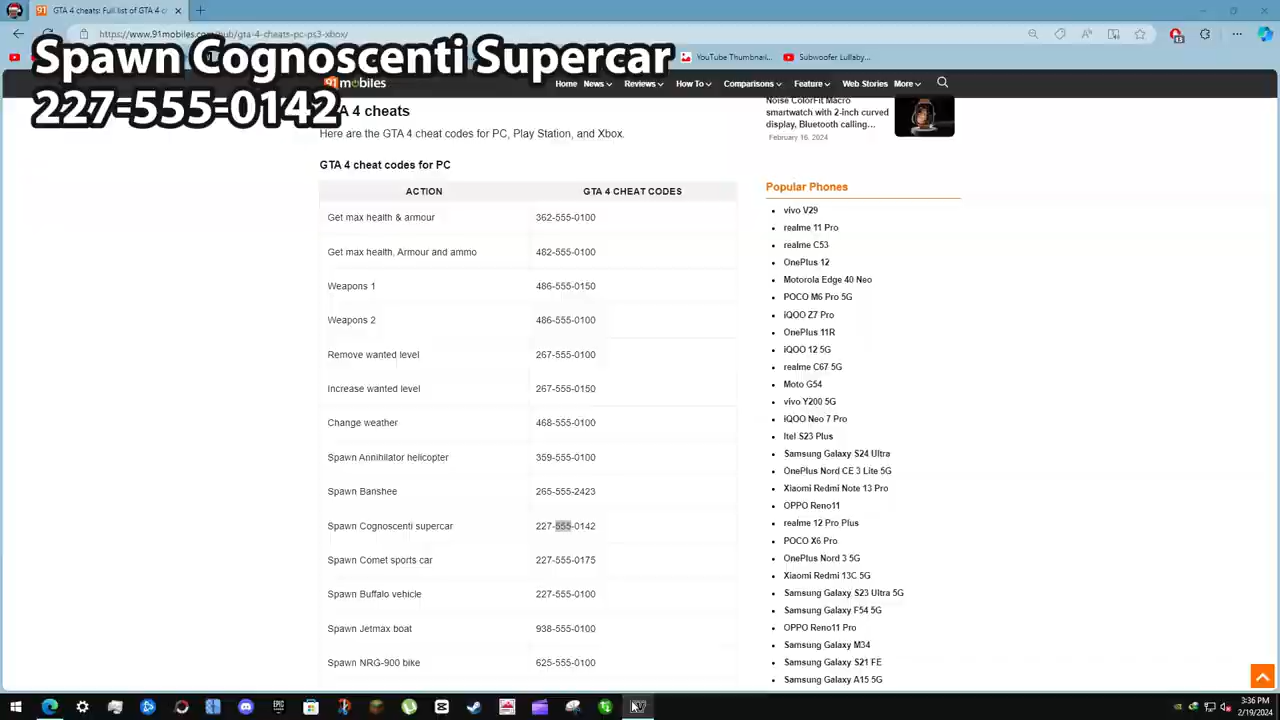 GTA 4 cheats: Full list of GTA 4 c
https://www.91mobiles.com/hub/gta-4-cheats-pc-ps3-xbox/
Spawn Cognoscenti Supercar
227=555=0142
YouTube Thumbnail...
Subwoofer Lullaby...
91mobiles
Home
News
Reviews
How To
Comparisons
Feature
Web Stories
More
4 cheats
Here are the GTA 4 cheat codes for PC, Play Station, and Xbox.
GTA 4 cheat codes for PC
ACTION GTA 4 CHEAT CODES
Get max health & armour 362-555-0100
Get max health, Armour and ammo 482-555-0100
Weapons 1 486-555-0150
Weapons 2 486-555-0100
Remove wanted level 267-555-0100
Increase wanted level 267-555-0150
Change weather 468-555-0100
Spawn Annihilator helicopter 359-555-0100
Spawn Banshee 265-555-2423
Spawn Cognoscenti supercar 227-555-0142
Spawn Comet sports car 227-555-0175
Spawn Buffalo vehicle 227-555-0100
Spawn Jetmax boat 938-555-0100
Spawn NRG-900 bike 625-555-0100
Noise ColorFit Macro
smartwatch with 2-inch curved
display, Bluetooth calling...
February 16, 2024
Popular Phones
vivo V29
realme 11 Pro
realme C53
OnePlus 12
Motorola Edge 40 Neo
POCO M6 Pro 5G
iQOO Z7 Pro
OnePlus 11R
iQOO 12 5G
realme C67 5G
Moto G54
vivo Y200 5G
iQOO Neo 7 Pro
Itel S23 Plus
Samsung Galaxy S24 Ultra
OnePlus Nord CE 3 Lite 5G
Xiaomi Redmi Note 13 Pro
OPPO Reno11
realme 12 Pro Plus
POCO X6 Pro
OnePlus Nord 3 5G
Xiaomi Redmi 13C 5G
Samsung Galaxy S23 Ultra 5G
Samsung Galaxy F54 5G
OPPO Reno11 Pro
Samsung Galaxy M34
Samsung Galaxy S21 FE
Samsung Galaxy A15 5G
EPIC
3:36 PM
2/19/2024